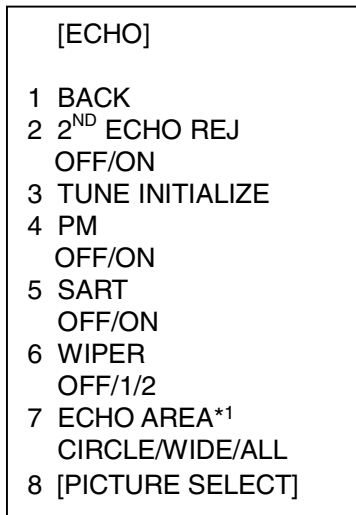 [ECHO]
1 BACK
2 2ND ECHO REJ
OFF/ON
3 TUNE INITIALIZE
4 PM
OFF/ON
5 SART
OFF/ON
6 WIPER
OFF/1/2
7 ECHO AREA*1
CIRCLE/WIDE/ALL
8 [PICTURE SELECT]